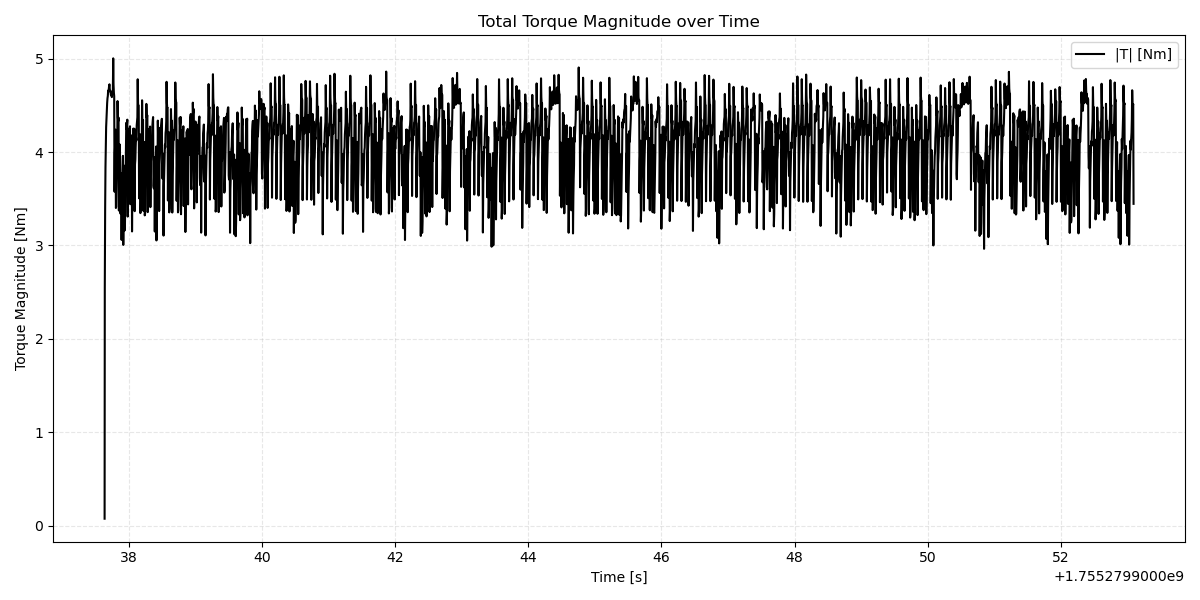 Total Torque Magnitude over Time
|T| [Nm]
Torque Magnitude [Nm]
5
4
3
2
1
0
38 40 42 44 46 48 50 52
Time [s]
+1.7552799000e9